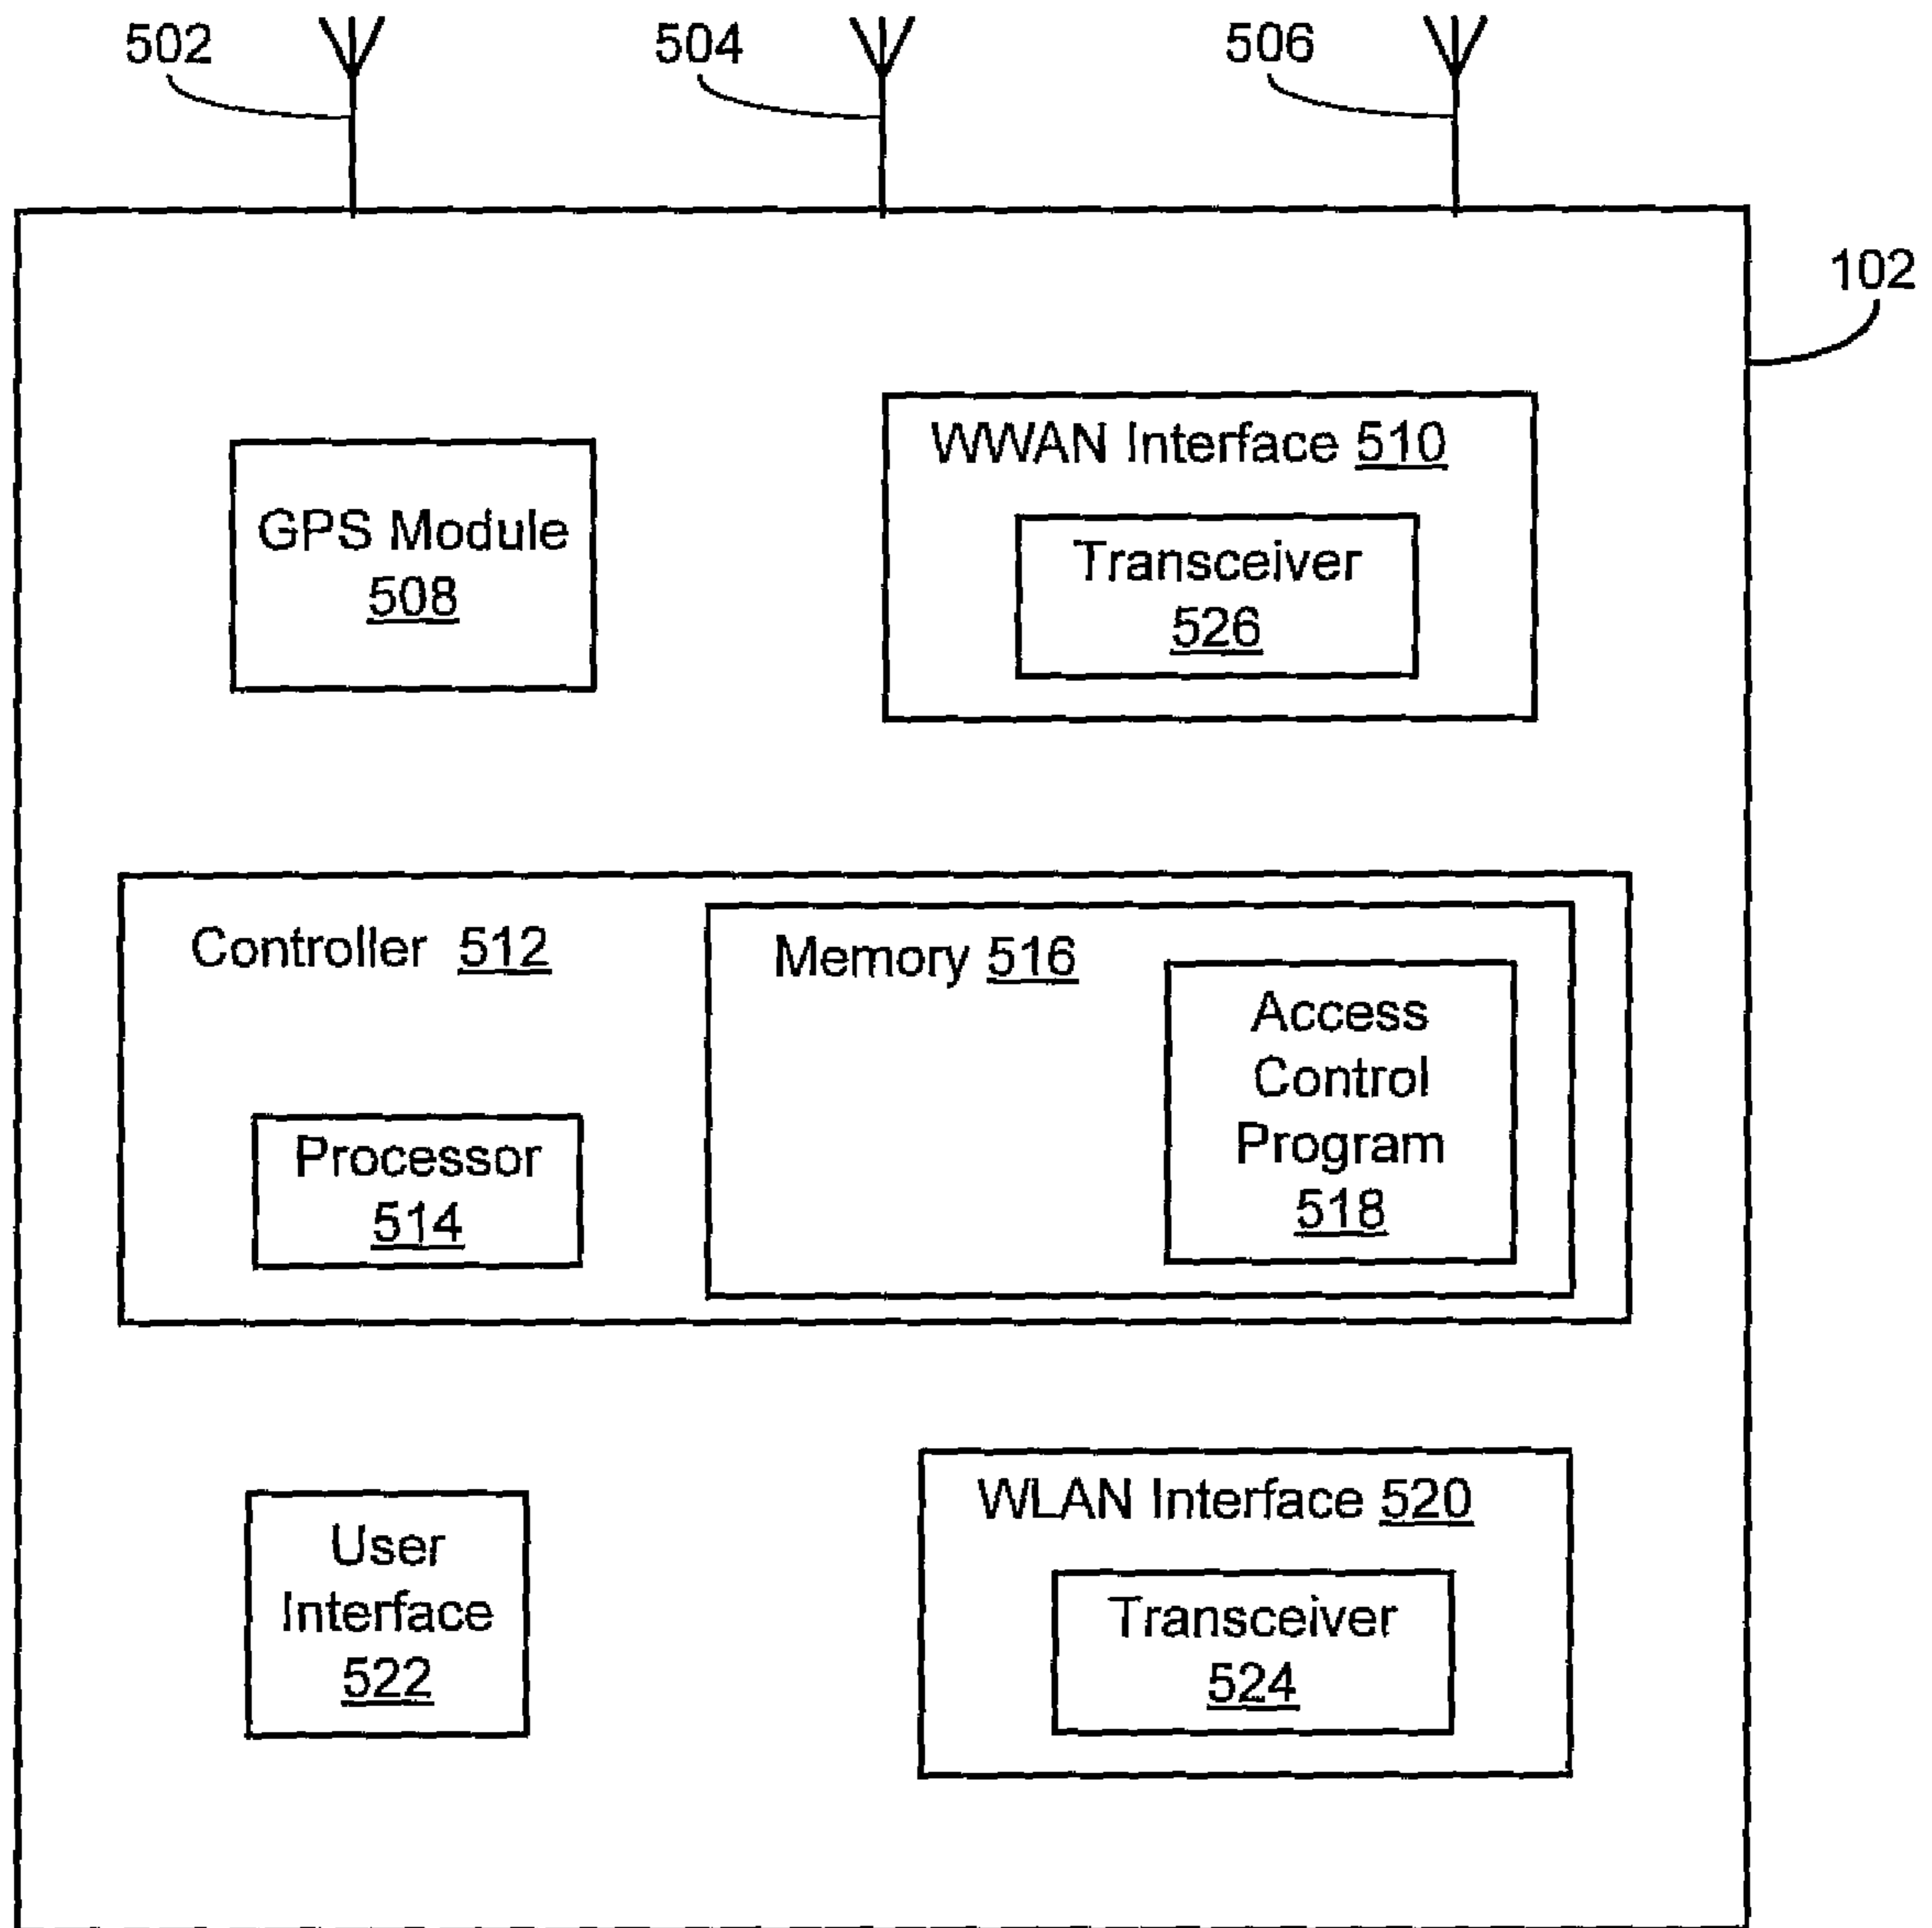 502
504
506
102
WWAN Interface 510
GPS Module
508
Transceiver
526
Controller 512
Memory 516
Access
Control
Program
518
Processor
514
User
Interface
522
WLAN Interface 520
Transceiver
524